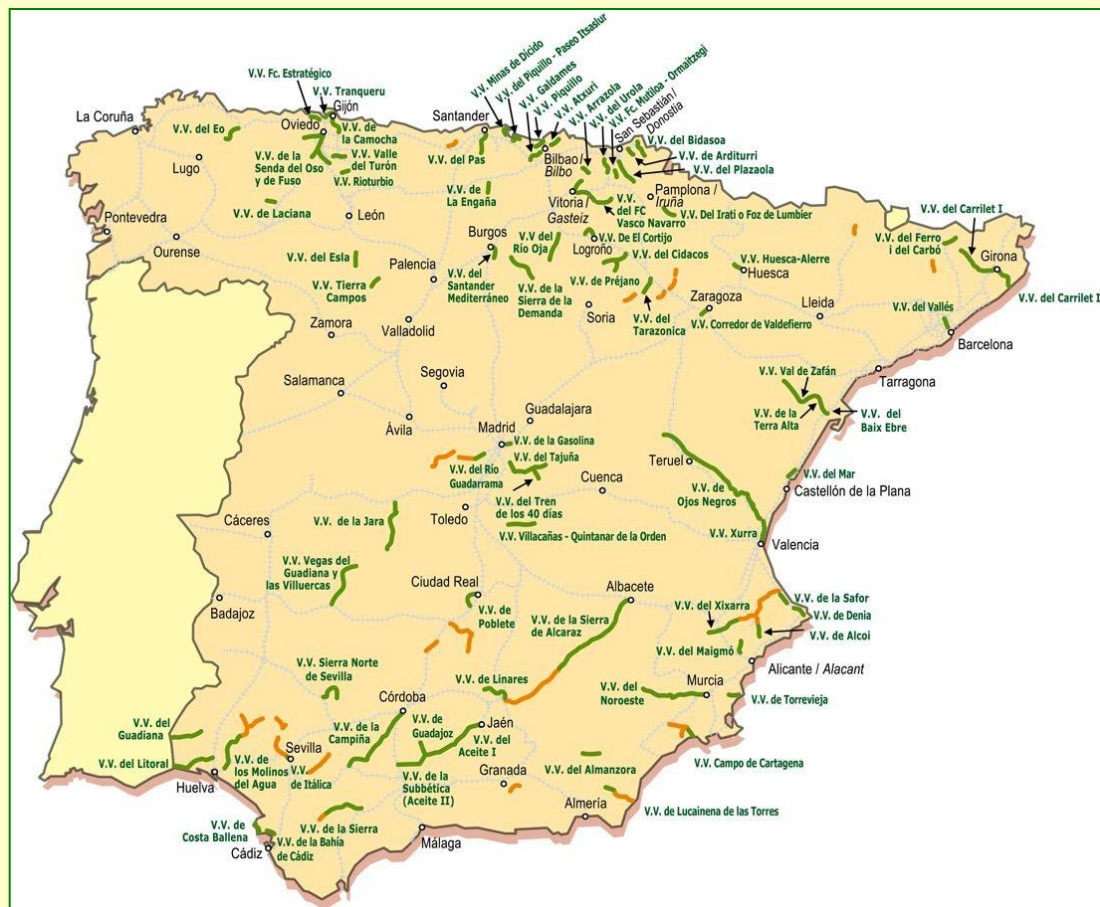 V.V. Minas de Dícido
V.V. del Piquillo - Paseo Itsaslur
V.V. Galdames
V.V. Piquillo
V.V. Atxuri
V.V. Arrazola
V.V. del Urola
V.V. Fc. Mutiloa - Ormaitzegi
San Sebastián /
Donostia
V.V. Fc. Estratégico
V.V. Tranqueru
Gijón
La Coruña
V.V. del Eo
Oviedo
V.V. de
la Camocha
Santander
V.V. del Pas
Bilbao /
Bilbo
V.V. del Bidasoa
V.V. de Arditurri
V.V. del Plazaola
Lugo
V.V. de la
Senda del Oso
y de Fuso
V.V. Valle
del Turón
V.V. Rioturbio
V.V. de
La Engaña
Vitoria /
Gasteiz
Pamplona /
Iruña
V.V. de Laciana
León
V.V.
del FC
Vasco Navarro
V.V. Del Irati o Foz de Lumbier
V.V. del Carrilet I
Pontevedra
Ourense
Burgos
V.V del
Río Oja
Logroño
V.V. De El Cortijo
V.V. del Cidacos
V.V. del Ferro
i del Carbó
Girona
V.V. del Esla
Palencia
V.V. Huesca-Alerre
Huesca
V.V. Tierra
Campos
V.V. del
Santander
Mediterráneo
V.V. de la
Sierra de la
Demanda
V.V. de Préjano
Soria
V.V. del
Tarazonica
Zaragoza
V.V. Corredor de Valdefierro
Lleida
V.V. del Vallés
V.V. del Carrilet I
Zamora
Valladolid
Barcelona
Salamanca
Segovia
V.V. Val de Zafán
Tarragona
Ávila
Guadalajara
V.V. de la
Terra Alta
V.V. del
Baix Ebre
Madrid
V.V. de la Gasolina
V.V. del Tajuña
V.V. del Río
Guadarrama
Teruel
Cuenca
V.V. del Mar
V.V. de
Ojos Negros
Castellón de la Plana
V.V. del Tren
de los 40 días
Toledo
Cáceres
V.V. de la Jara
V.V. Villacañas - Quintanar de la Orden
V.V. Xurra
Valencia
V.V. Vegas del
Guadiana y
las Villuercas
Ciudad Real
Albacete
Badajoz
V.V. de
Poblete
V.V. de la Sierra
de Alcaraz
V.V. del Xixarra
V.V. de la Safor
V.V. de Denia
V.V. de Alcoi
V.V. del Maigmó
Alicante / Alacant
V.V. Sierra Norte
de Sevilla
V.V. de Linares
V.V. del
Noroeste
Murcia
V.V. de Torrevieja
Córdoba
V.V. de
Guadajoz
Jaén
V.V. del
Guadiana
V.V. de la
Campiña
V.V. del
Aceite I
Sevilla
V.V. del Litoral
Huelva
V.V. de
los Molinos
del Agua
V.V.
de Itálica
V.V. de la
Subbética
(Aceite II)
Granada
V.V. del Almanzora
V.V. Campo de Cartagena
Almería
V.V. de Lucainena de las Torres
V.V. de
Costa Ballena
V.V. de la Sierra
Málaga
Cádiz
V.V. de la Bahía
de Cádiz